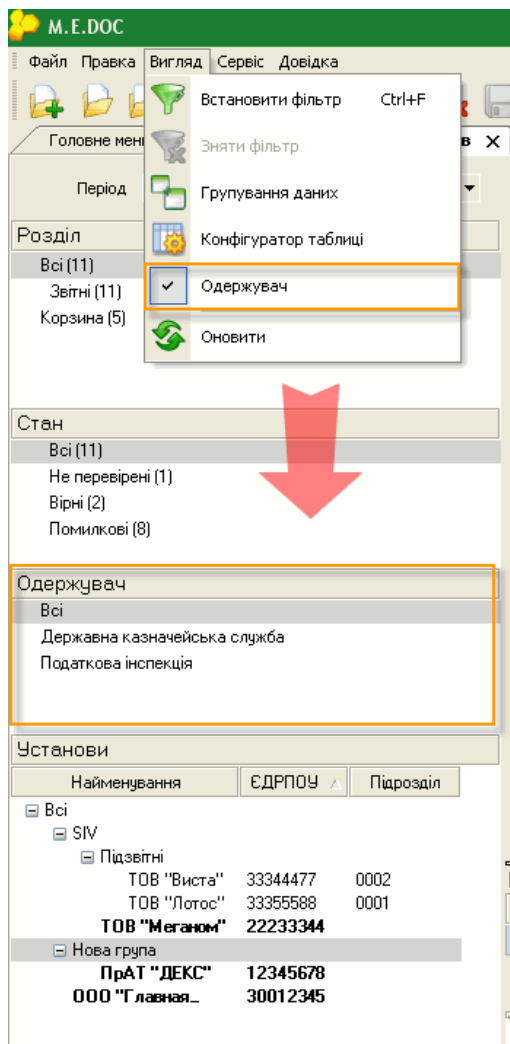 M.E.DOC
Файл Правка Вигляд Сервіс Довідка
Встановити фільтр Ctrl+F
Головне мен
в X
Зняти фільтр
Період
Групування даних
Розділ
Конфігуратор таблиці
Всі (11)
Звітні (11)
Одержувач
Корзина (5)
Оновити
Стан
Всі (11)
Не перевірені (1)
Вірні (2)
Помилкові (8)
Одержувач
Всі
Державна казначейська служба
Податкова інспекція
Установи
Найменування ЄДРПОУ Підрозділ
Всі
SIV
Підзвітні
ТОВ "Виста" 33344477 0002
ТОВ "Лотос" 33355588 0001
ТОВ "Меганом" 22233344
Нова група
ПрАТ "ДЕКС" 12345678
ООО "Главная... 30012345